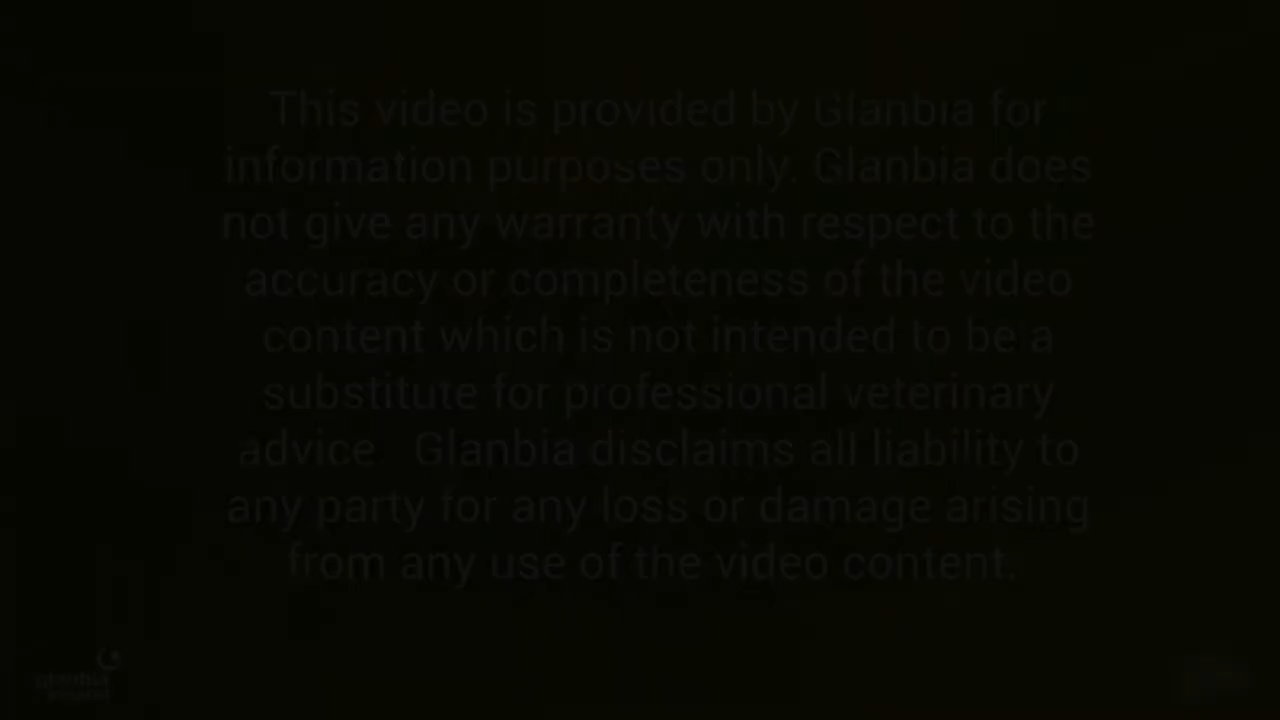 This video is provided by Glanbia for
information purposes only. Glanbia does
not give any warranty with respect to the
accuracy or completeness of the video
content which is not intended to be a
substitute for professional veterinary
advice.  Glanbia disclaims all liability to
any party for any loss or damage arising
from any use of the video content.
glanbia